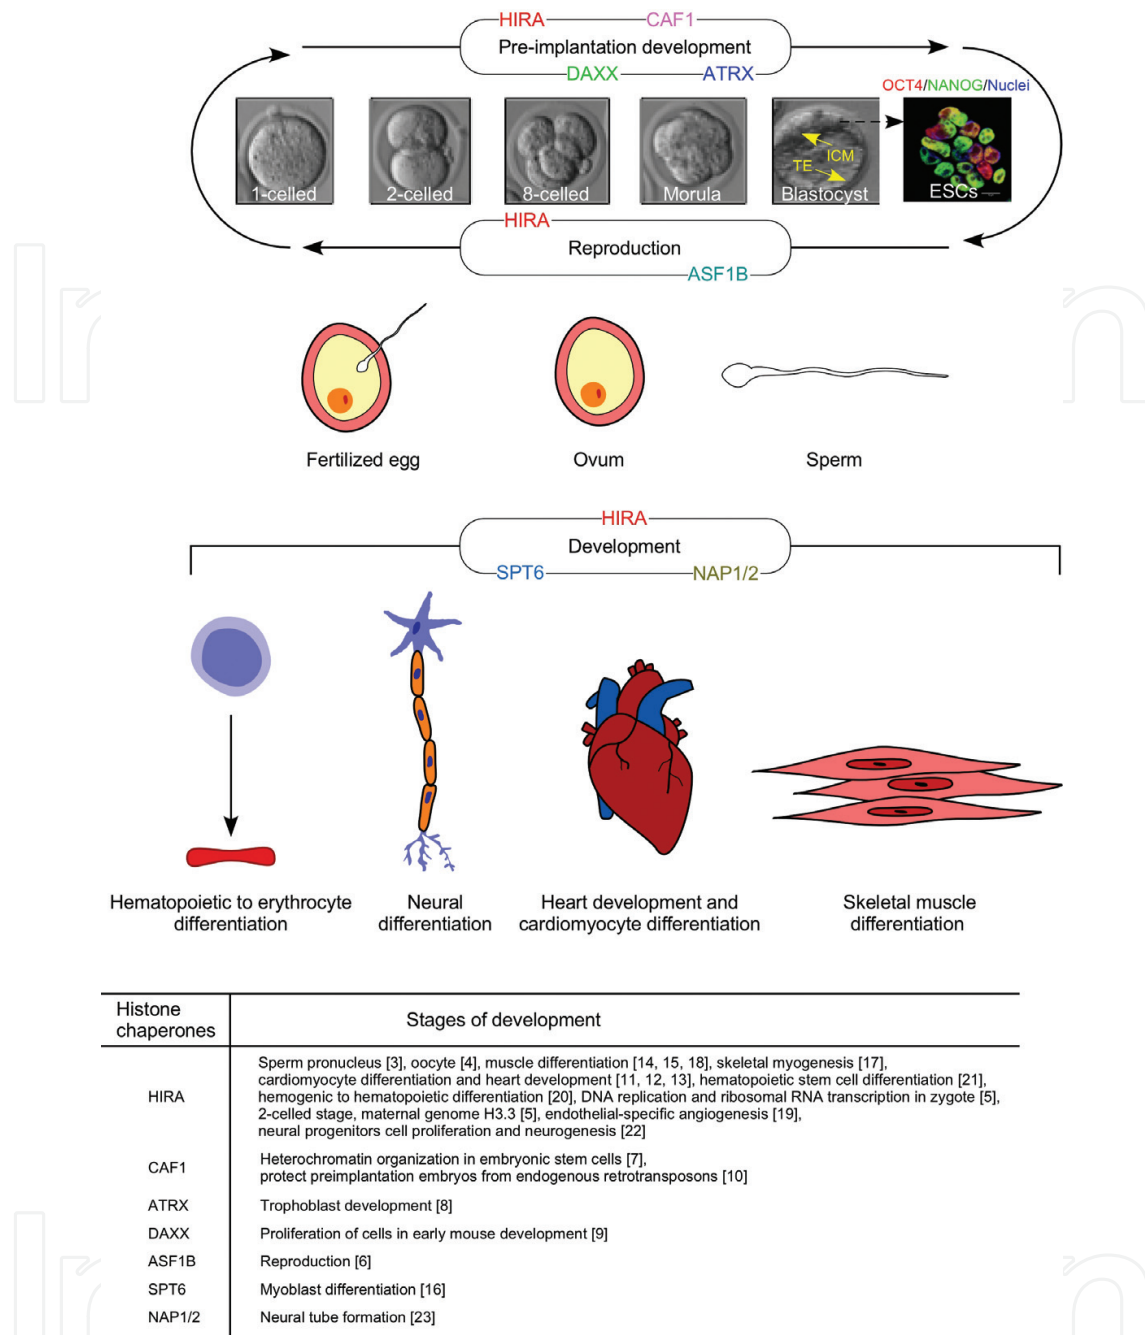 HIRA CAF1
Pre-implantation development
DAXX ATRX
OCT4/NANOG/Nuclei
1-celled
2-celled
8-celled
Morula
ICM
TE
Blastocyst
ESCs
HIRA
Reproduction
ASF1B
Fertilized egg
Ovum
Sperm
HIRA
Development
SPT6 NAP1/2
Hematopoietic to erythrocyte
differentiation
Neural
differentiation
Heart development and
cardiomyocyte differentiation
Skeletal muscle
differentiation
Histone
chaperones
Stages of development
HIRA
Sperm pronucleus [3], oocyte [4], muscle differentiation [14, 15, 18], skeletal myogenesis [17],
cardiomyocyte differentiation and heart development [11, 12, 13], hematopoietic stem cell differentiation [21],
hemogenic to hematopoietic differentiation [20], DNA replication and ribosomal RNA transcription in zygote [5],
2-celled stage, maternal genome H3.3 [5], endothelial-specific angiogenesis [19],
neural progenitors cell proliferation and neurogenesis [22]
CAF1
Heterochromatin organization in embryonic stem cells [7],
protect preimplantation embryos from endogenous retrotransposons [10]
ATRX Trophoblast development [8]
DAXX Proliferation of cells in early mouse development [9]
ASF1B Reproduction [6]
SPT6 Myoblast differentiation [16]
NAP1/2 Neural tube formation [23]